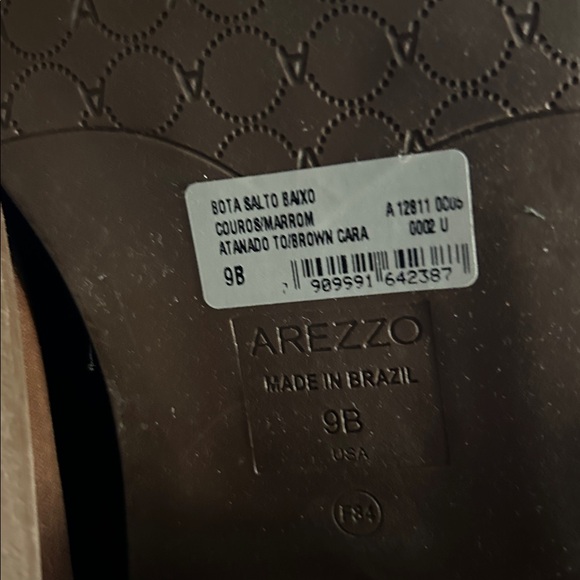 BOTA SALTO BAIXO
COUROS/MARROM A 12811 0006
ATANADO TO/BROWN CARA 0002 U
9B
7 909991 642387
AREZZO
MADE IN BRAZIL
9B
USA